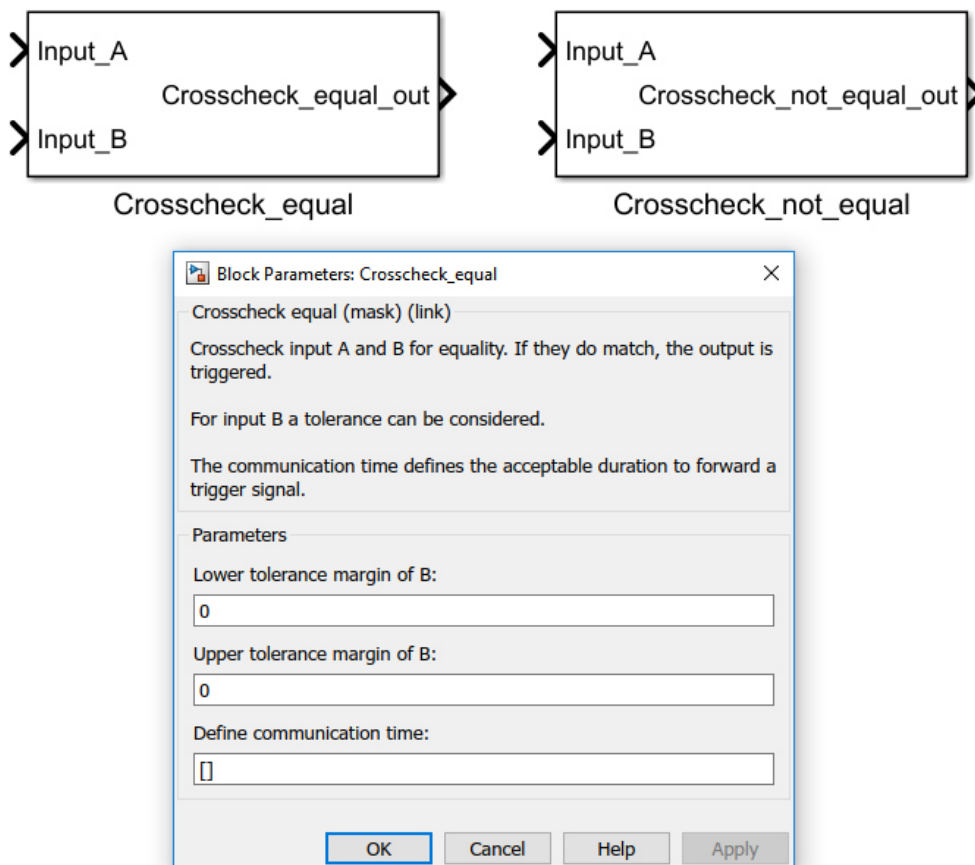 Input_A
Crosscheck_equal_out
Input_B
Crosscheck_equal
Input_A
Crosscheck_not_equal_out
Input_B
Crosscheck_not_equal
Block Parameters: Crosscheck_equal
Crosscheck equal (mask) (link)
Crosscheck input A and B for equality. If they do match, the output is
triggered.
For input B a tolerance can be considered.
The communication time defines the acceptable duration to forward a
trigger signal.
Parameters
Lower tolerance margin of B:
0
Upper tolerance margin of B:
0
Define communication time:
[]
OK
Cancel
Help
Apply